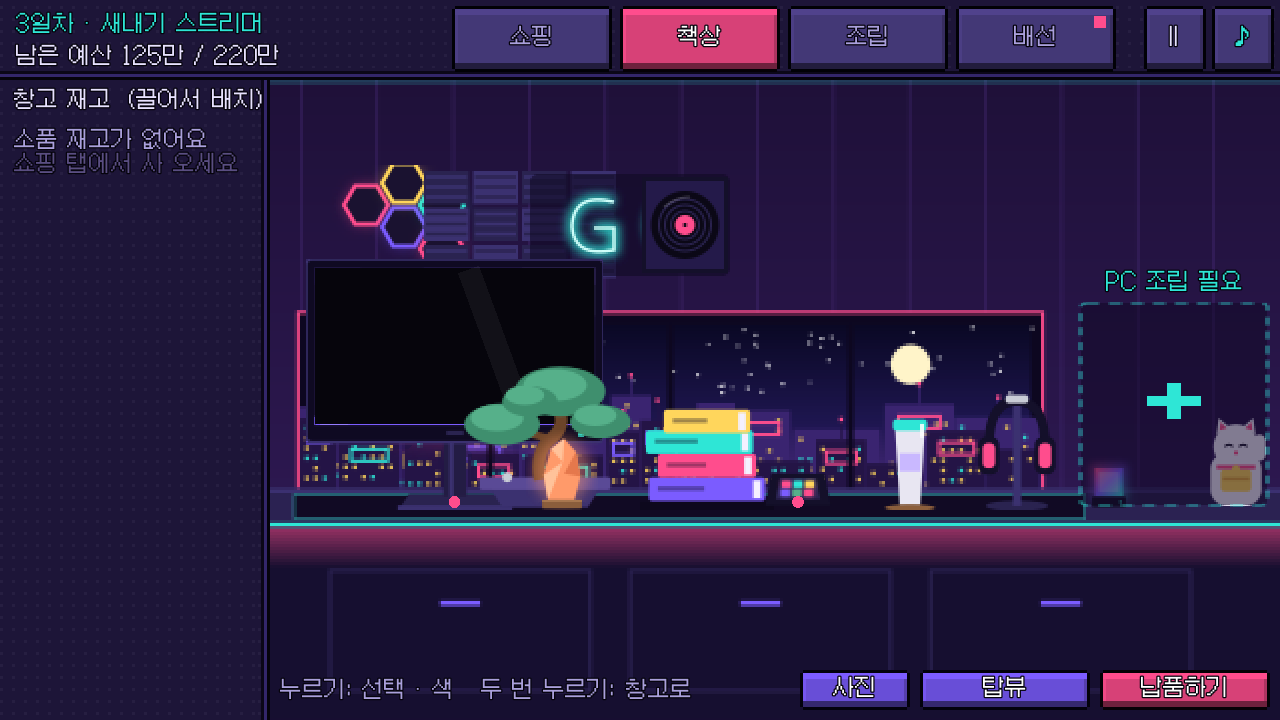 3일차 · 새내기 스트리머
남은 예산 125만 / 220만
쇼핑
책상
조립
배선
창고 재고 (끌어서 배치)
소품 재고가 없어요
쇼핑 탭에서 사 오세요
G
PC 조립 필요
누르기: 선택 · 색 두 번 누르기: 창고로
사진
탑뷰
납품하기